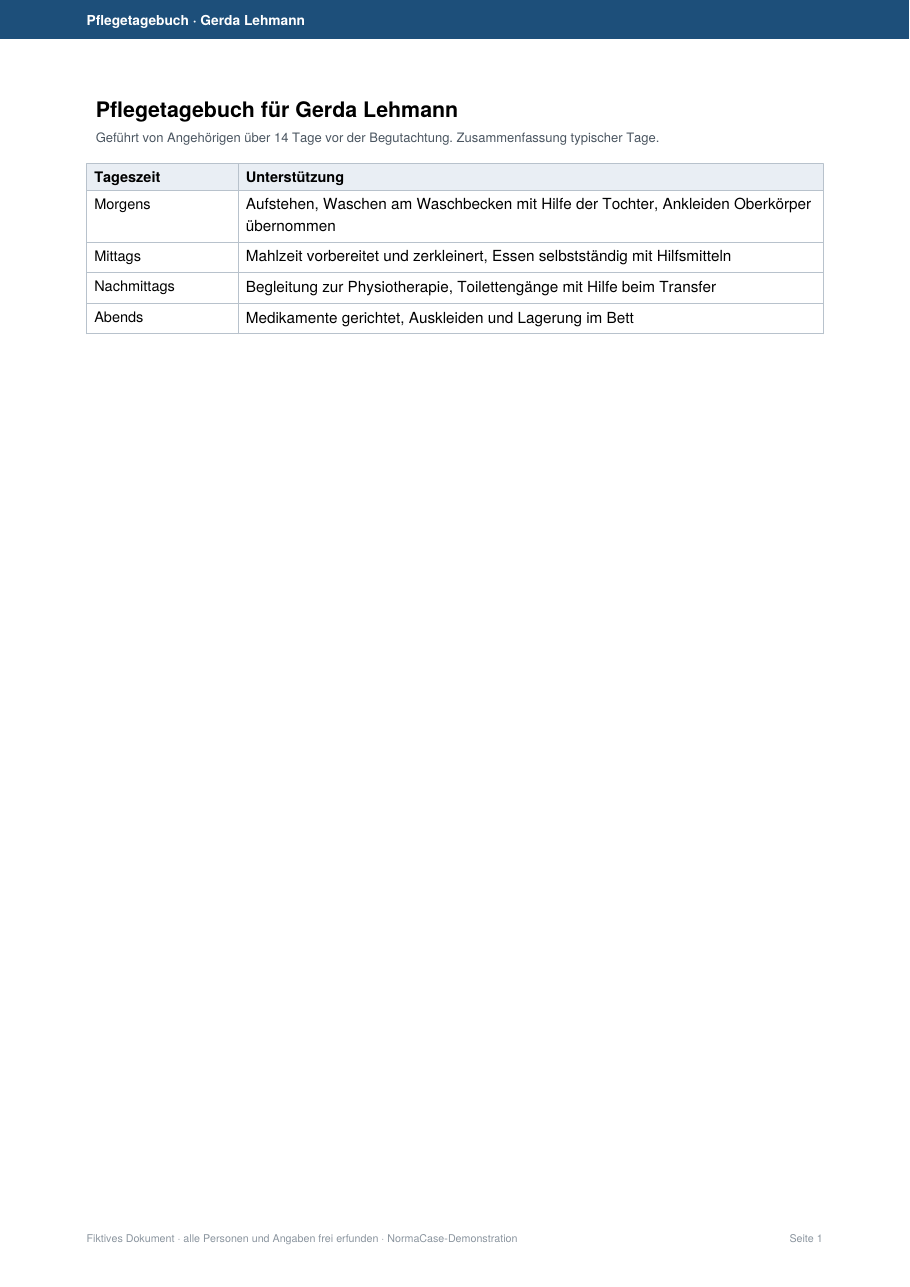 Pflegetagebuch · Gerda Lehmann
Pflegetagebuch für Gerda Lehmann
Geführt von Angehörigen über 14 Tage vor der Begutachtung. Zusammenfassung typischer Tage.
Tageszeit Unterstützung
Morgens Aufstehen, Waschen am Waschbecken mit Hilfe der Tochter, Ankleiden Oberkörper
übernommen
Mittags Mahlzeit vorbereitet und zerkleinert, Essen selbstständig mit Hilfsmitteln
Nachmittags Begleitung zur Physiotherapie, Toilettengänge mit Hilfe beim Transfer
Abends Medikamente gerichtet, Auskleiden und Lagerung im Bett
Fiktives Dokument · alle Personen und Angaben frei erfunden · NormaCase-Demonstration Seite 1